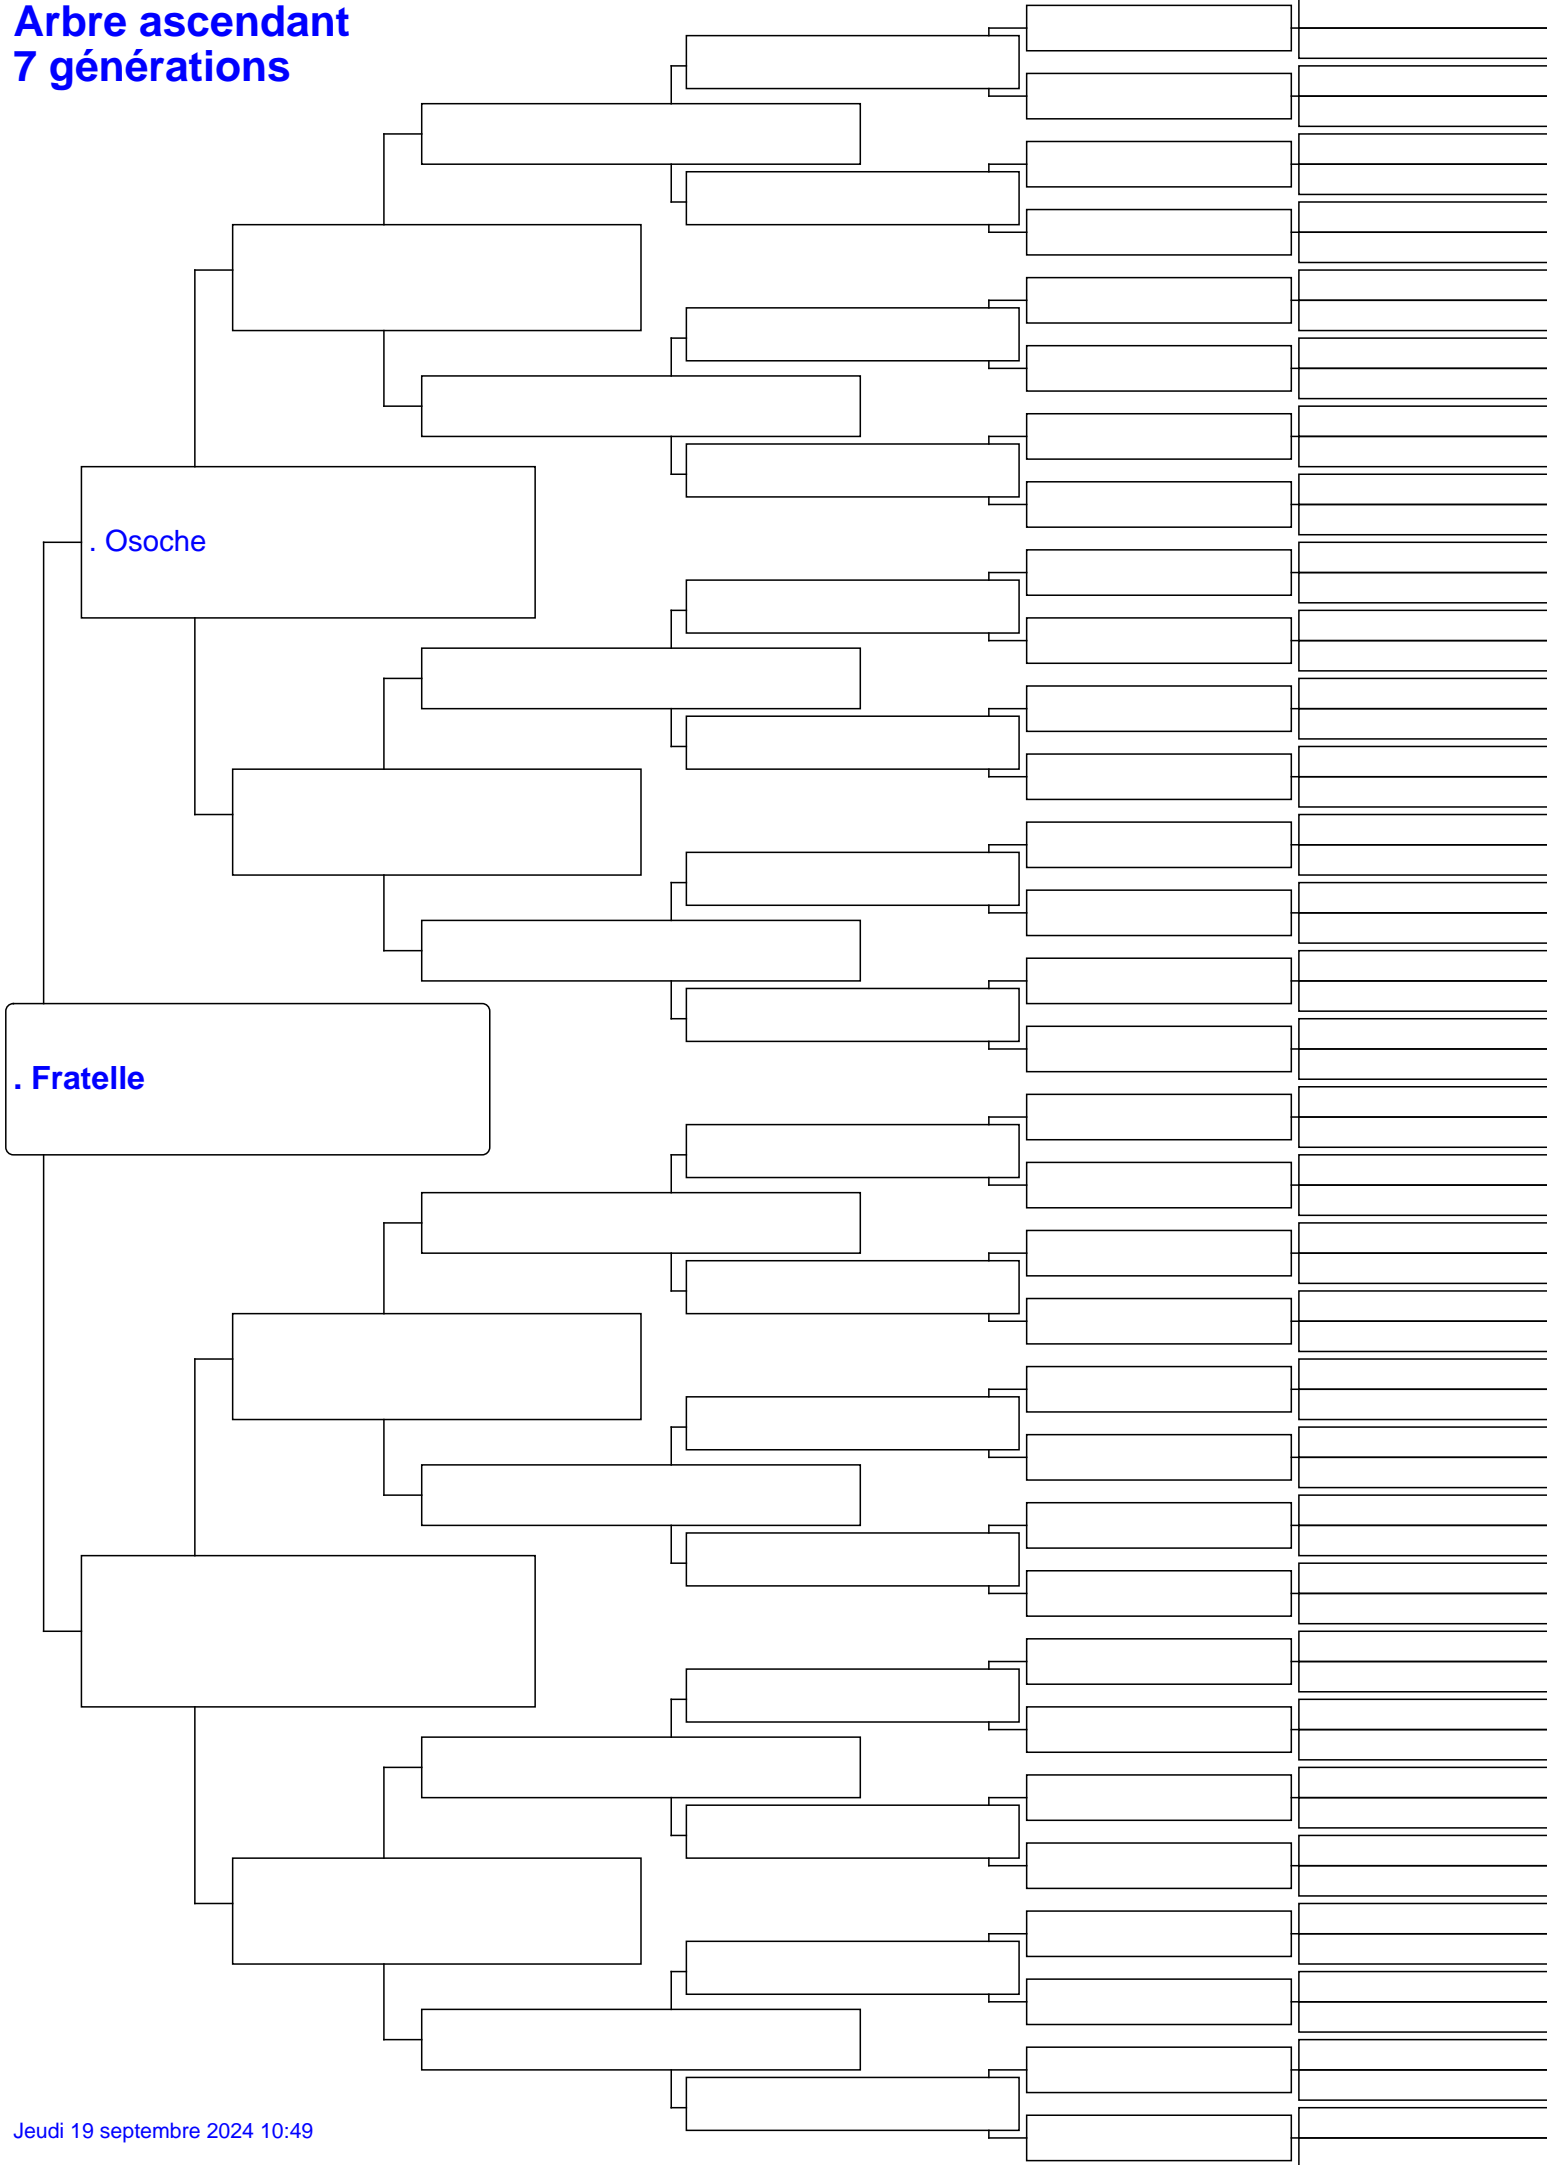 Arbre ascendant
7 générations
. Osoche
. Fratelle
Jeudi 19 septembre 2024 10:49